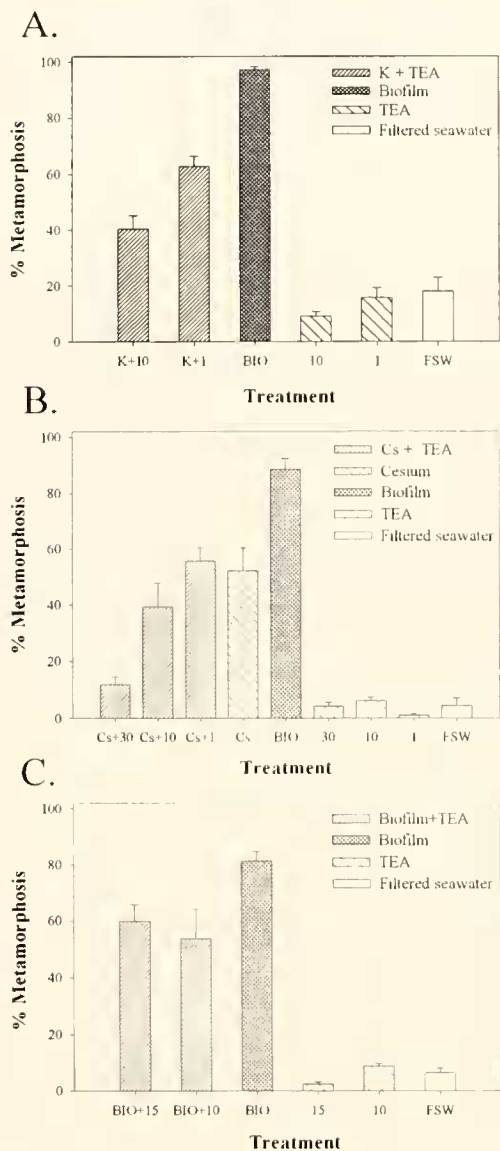 A.
100
80
60
40
20
0
% Metamorphosis
K + TEA
Biofilm
TEA
Filtered seawater
K+10 K+1 BIO 10 1 FSW
Treatment
B.
100
80
60
40
20
0
% Metamorphosis
Cs + TEA
Cesium
Biofilm
TEA
Filtered seawater
Cs+30 Cs+10 Cs+1 Cs BIO 30 10 1 FSW
Treatment
C.
100
80
60
40
20
0
% Metamorphosis
Biofilm+TEA
Biofilm
TEA
Filtered seawater
BIO+15 BIO+10 BIO 15 10 FSW
Treatment